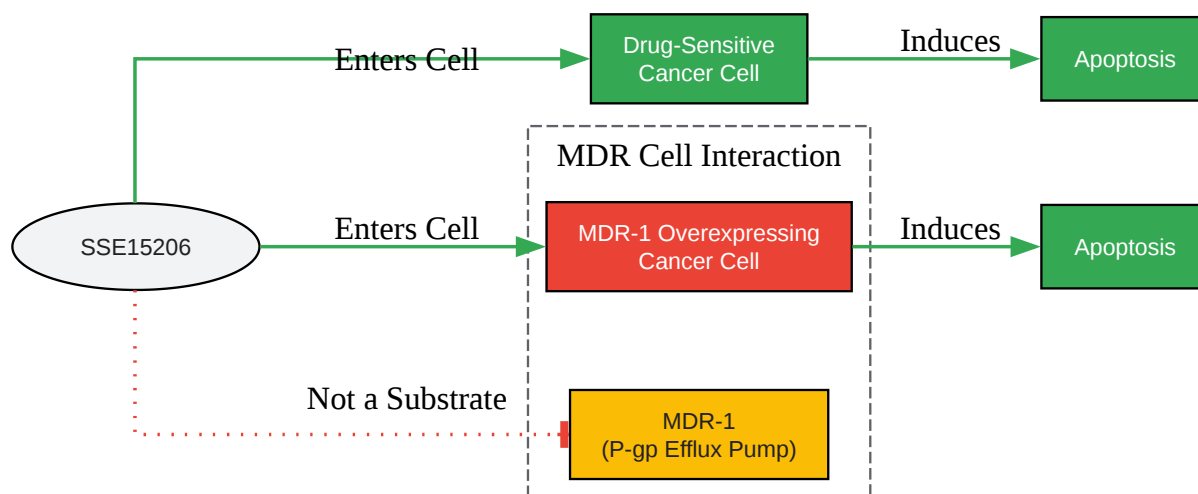 Drug-Sensitive
Cancer Cell
Enters Cell
Induces
Apoptosis
MDR Cell Interaction
SSE15206
Enters Cell
MDR-1 Overexpressing
Cancer Cell
Induces
Apoptosis
Not a Substrate
MDR-1
(P-gp Efflux Pump)